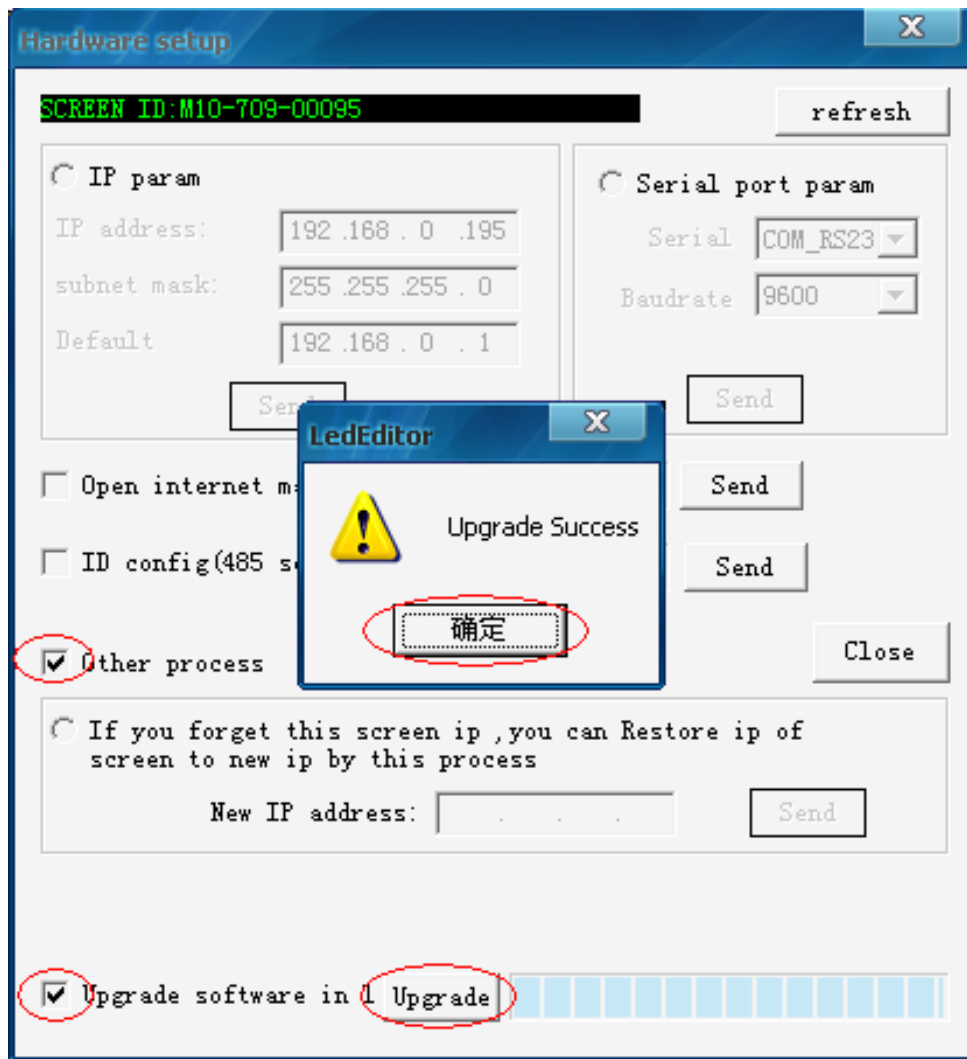 Hardware setup
SCREEN ID:M10-709-00095
refresh
IP param
IP address:
192 .168 . 0 .195
subnet mask:
255 .255 .255 . 0
Default
192 .168 . 0 . 1
Send
Serial port param
Serial
COM_RS23
Baudrate
9600
Send
LedEditor
Upgrade Success
确定
Open internet m
Send
ID config(485 s
Send
Other process
Close
If you forget this screen ip ,you can Restore ip of
screen to new ip by this process
New IP address:
. . .
Send
Upgrade software in l
Upgrade